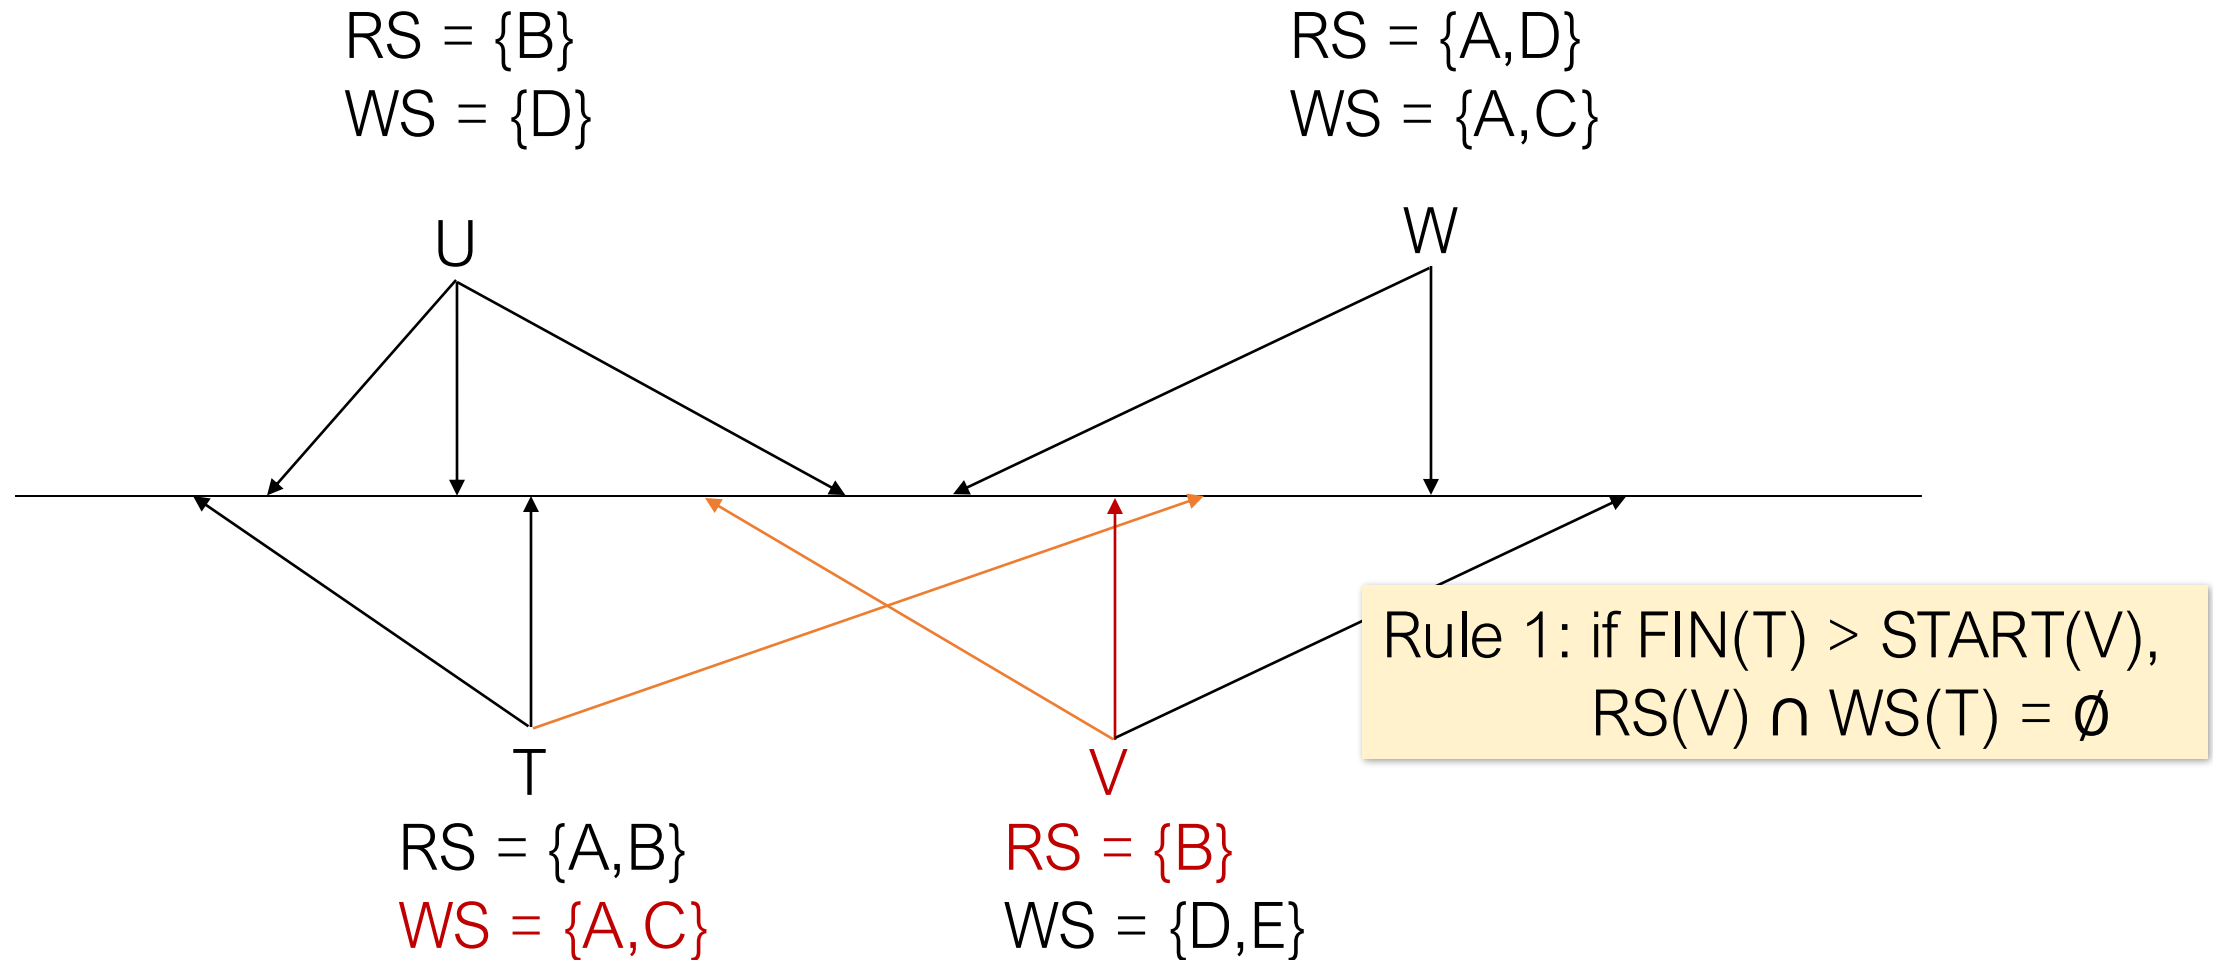 RS = {B}
WS = {D}
RS = {A,D}
WS = {A,C}
U
W
Rule 1: if FIN(T) > START(V),
RS(V) ∩ WS(T) = ∅
T
V
RS = {A,B}
WS = {A,C}
RS = {B}
WS = {D,E}